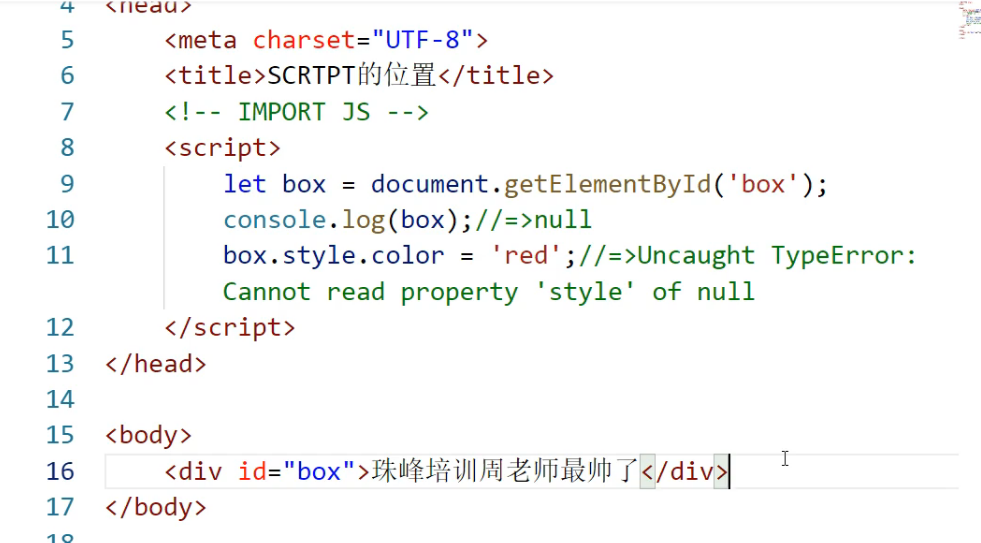 4 <head>
5 <meta charset="UTF-8">
6 <title>SCRTPT的位置</title>
7 <!-- IMPORT JS -->
8 <script>
9 let box = document.getElementById('box');
10 console.log(box);//=>null
11 box.style.color = 'red';//=>Uncaught TypeError:
Cannot read property 'style' of null
12 </script>
13 </head>
14
15 <body>
16 <div id="box">珠峰培训周老师最帅了</div>
17 </body>
18